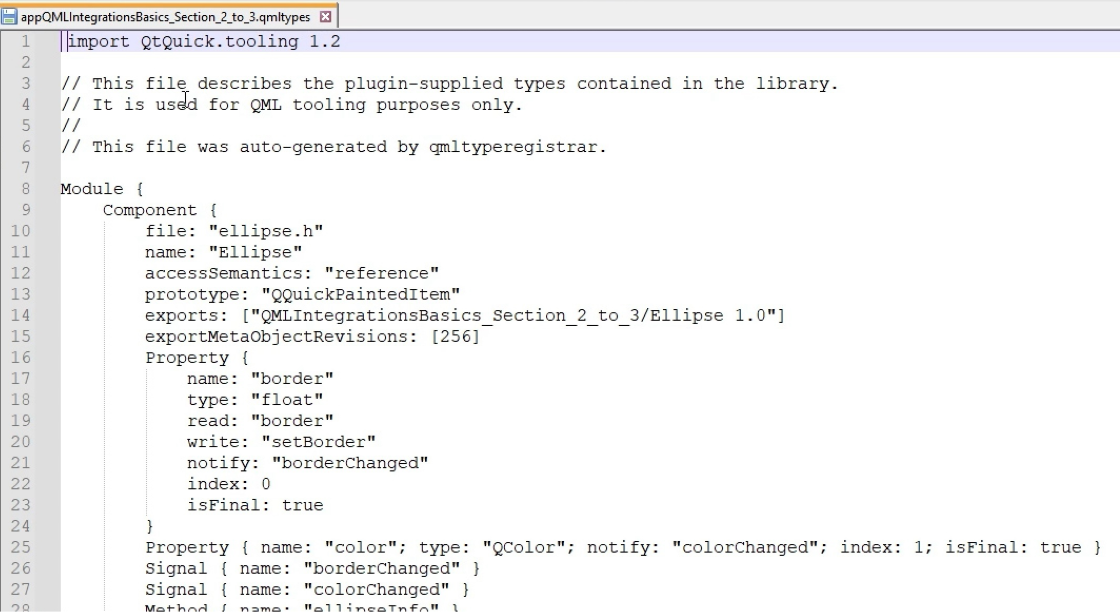 appQMLIntegrationsBasics_Section_2_to_3.qmltypes
1 import QtQuick.tooling 1.2
2
3 // This file describes the plugin-supplied types contained in the library.
4 // It is used for QML tooling purposes only.
5 //
6 // This file was auto-generated by qmltyperegistrar.
7
8 Module {
9     Component {
10         file: "ellipse.h"
11         name: "Ellipse"
12         accessSemantics: "reference"
13         prototype: "QQuickPaintedItem"
14         exports: ["QMLIntegrationsBasics_Section_2_to_3/Ellipse 1.0"]
15         exportMetaObjectRevisions: [256]
16         Property {
17             name: "border"
18             type: "float"
19             read: "border"
20             write: "setBorder"
21             notify: "borderChanged"
22             index: 0
23             isFinal: true
24         }
25         Property { name: "color"; type: "QColor"; notify: "colorChanged"; index: 1; isFinal: true }
26         Signal { name: "borderChanged" }
27         Signal { name: "colorChanged" }
28         Method { name: "ellipseInfo" }